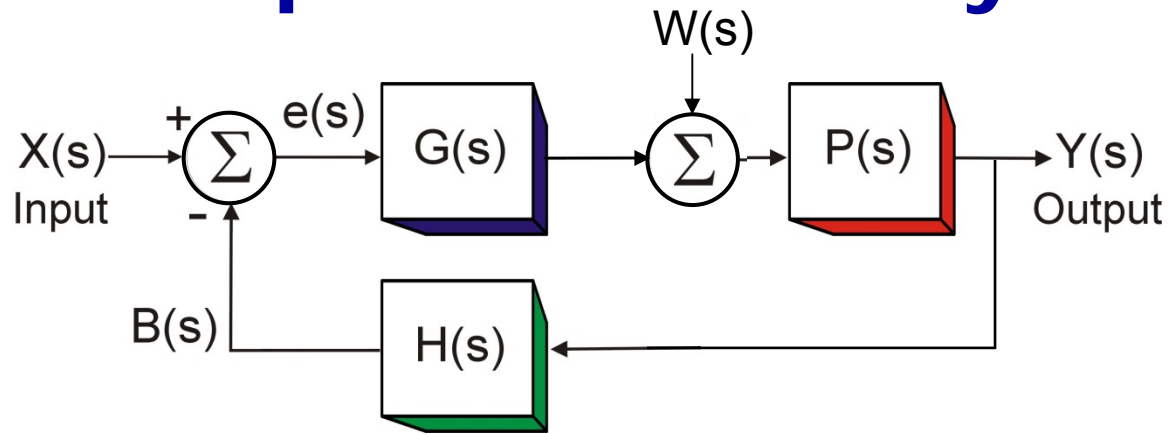 W(s)
+
e(s)
X(s)
Input
Σ
-
G(s)
Σ
P(s)
Y(s)
Output
B(s)
H(s)